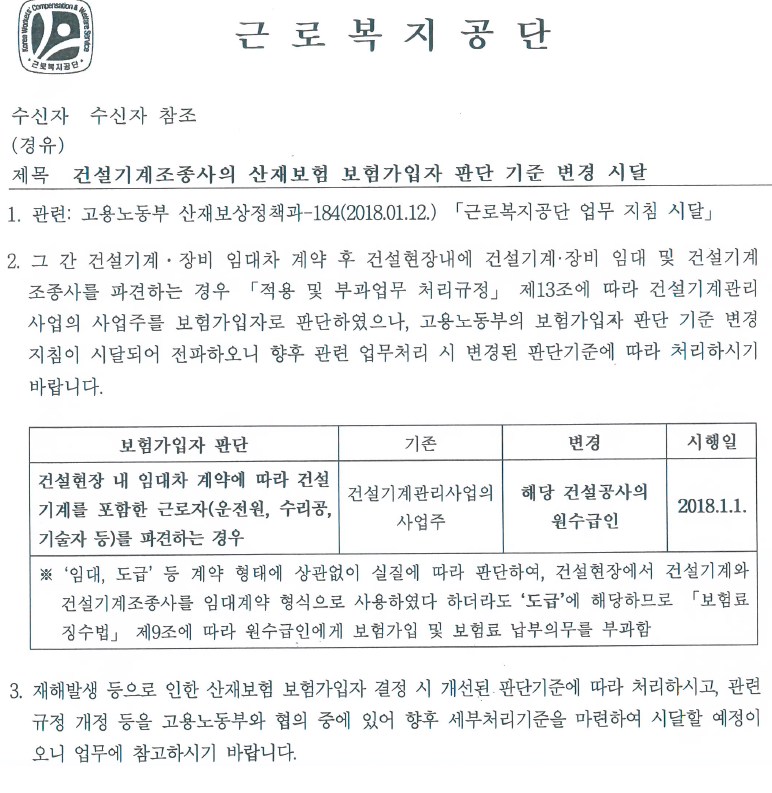 Korea Workers' Compensation & Welfare Service
근로복지공단
근로복지공단
수신자 수신자 참조
(경유)
제목 건설기계조종사의 산재보험 보험가입자 판단 기준 변경 시달
1. 관련: 고용노동부 산재보상정책과-184(2018.01.12.) 「근로복지공단 업무 지침 시달」
2. 그 간 건설기계·장비 임대차 계약 후 건설현장내에 건설기계·장비 임대 및 건설기계
조종사를 파견하는 경우 「적용 및 부과업무 처리규정」 제13조에 따라 건설기계관리
사업의 사업주를 보험가입자로 판단하였으나, 고용노동부의 보험가입자 판단 기준 변경
지침이 시달되어 전파하오니 향후 관련 업무처리 시 변경된 판단기준에 따라 처리하시기
바랍니다.
보험가입자 판단 기존 변경 시행일
건설현장 내 임대차 계약에 따라 건설
기계를 포함한 근로자(운전원, 수리공,
기술자 등)를 파견하는 경우
건설기계관리사업의
사업주
해당 건설공사의
원수급인
2018.1.1.
※ '임대, 도급' 등 계약 형태에 상관없이 실질에 따라 판단하여, 건설현장에서 건설기계와
건설기계조종사를 임대계약 형식으로 사용하였다 하더라도 '도급'에 해당하므로 「보험료
징수법」 제9조에 따라 원수급인에게 보험가입 및 보험료 납부의무를 부과함
3. 재해발생 등으로 인한 산재보험 보험가입자 결정 시 개선된 판단기준에 따라 처리하시고, 관련
규정 개정 등을 고용노동부와 협의 중에 있어 향후 세부처리기준을 마련하여 시달할 예정이
오니 업무에 참고하시기 바랍니다.